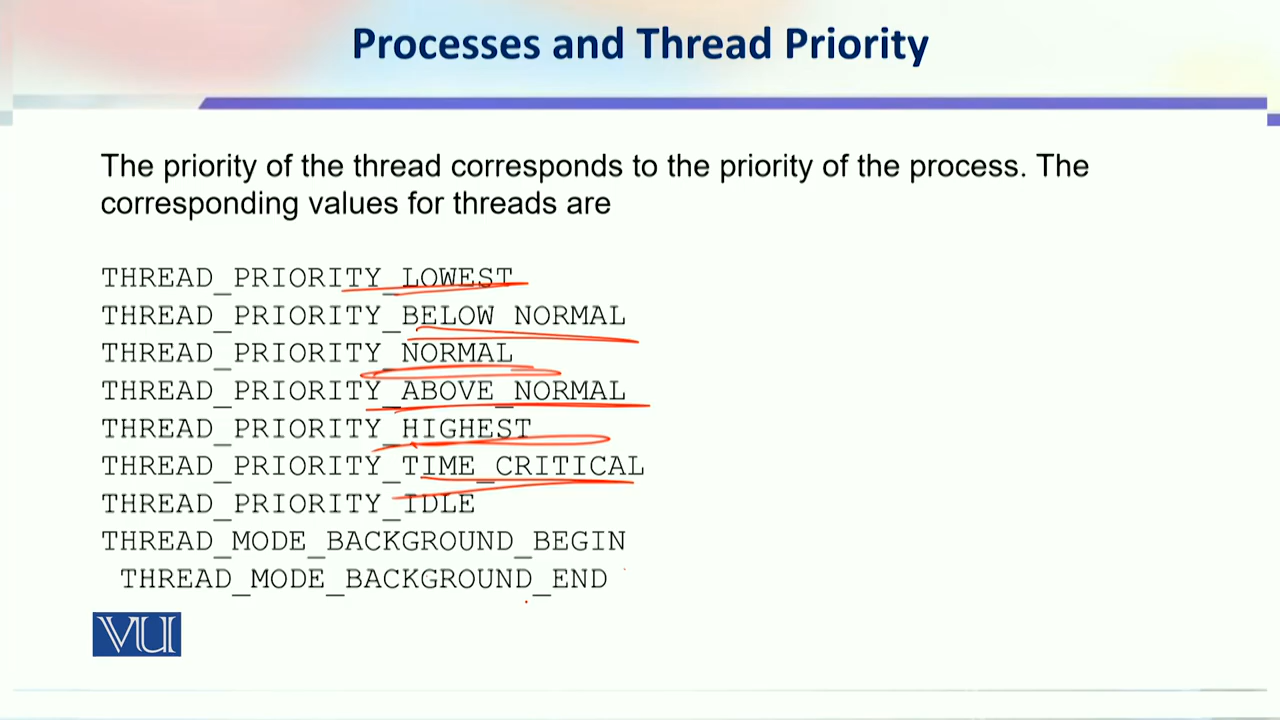 Processes and Thread Priority
The priority of the thread corresponds to the priority of the process. The
corresponding values for threads are
THREAD_PRIORITY_LOWEST
THREAD_PRIORITY_BELOW_NORMAL
THREAD_PRIORITY_NORMAL
THREAD_PRIORITY_ABOVE_NORMAL
THREAD_PRIORITY_HIGHEST
THREAD_PRIORITY_TIME_CRITICAL
THREAD_PRIORITY_IDLE
THREAD_MODE_BACKGROUND_BEGIN
THREAD_MODE_BACKGROUND_END
VU